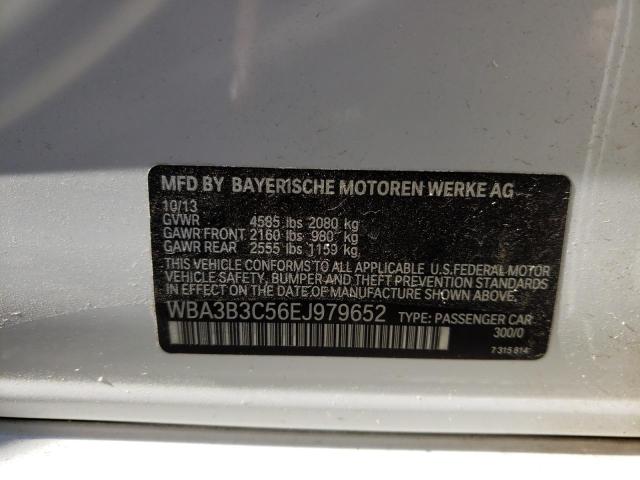 MFD BY BAYERISCHE MOTOREN WERKE AG
10/13
GVWR 4585 lbs 2080 kg
GAWR FRONT 2160 lbs 980 kg
GAWR REAR 2555 lbs 1159 kg
THIS VEHICLE CONFORMS TO ALL APPLICABLE U.S.FEDERAL MOTOR
VEHICLE SAFETY, BUMPER AND THEFT PREVENTION STANDARDS
IN EFFECT ON THE DATE OF MANUFACTURE SHOWN ABOVE.
WBA3B3C56EJ979652 TYPE: PASSENGER CAR
300/0
7 315 814